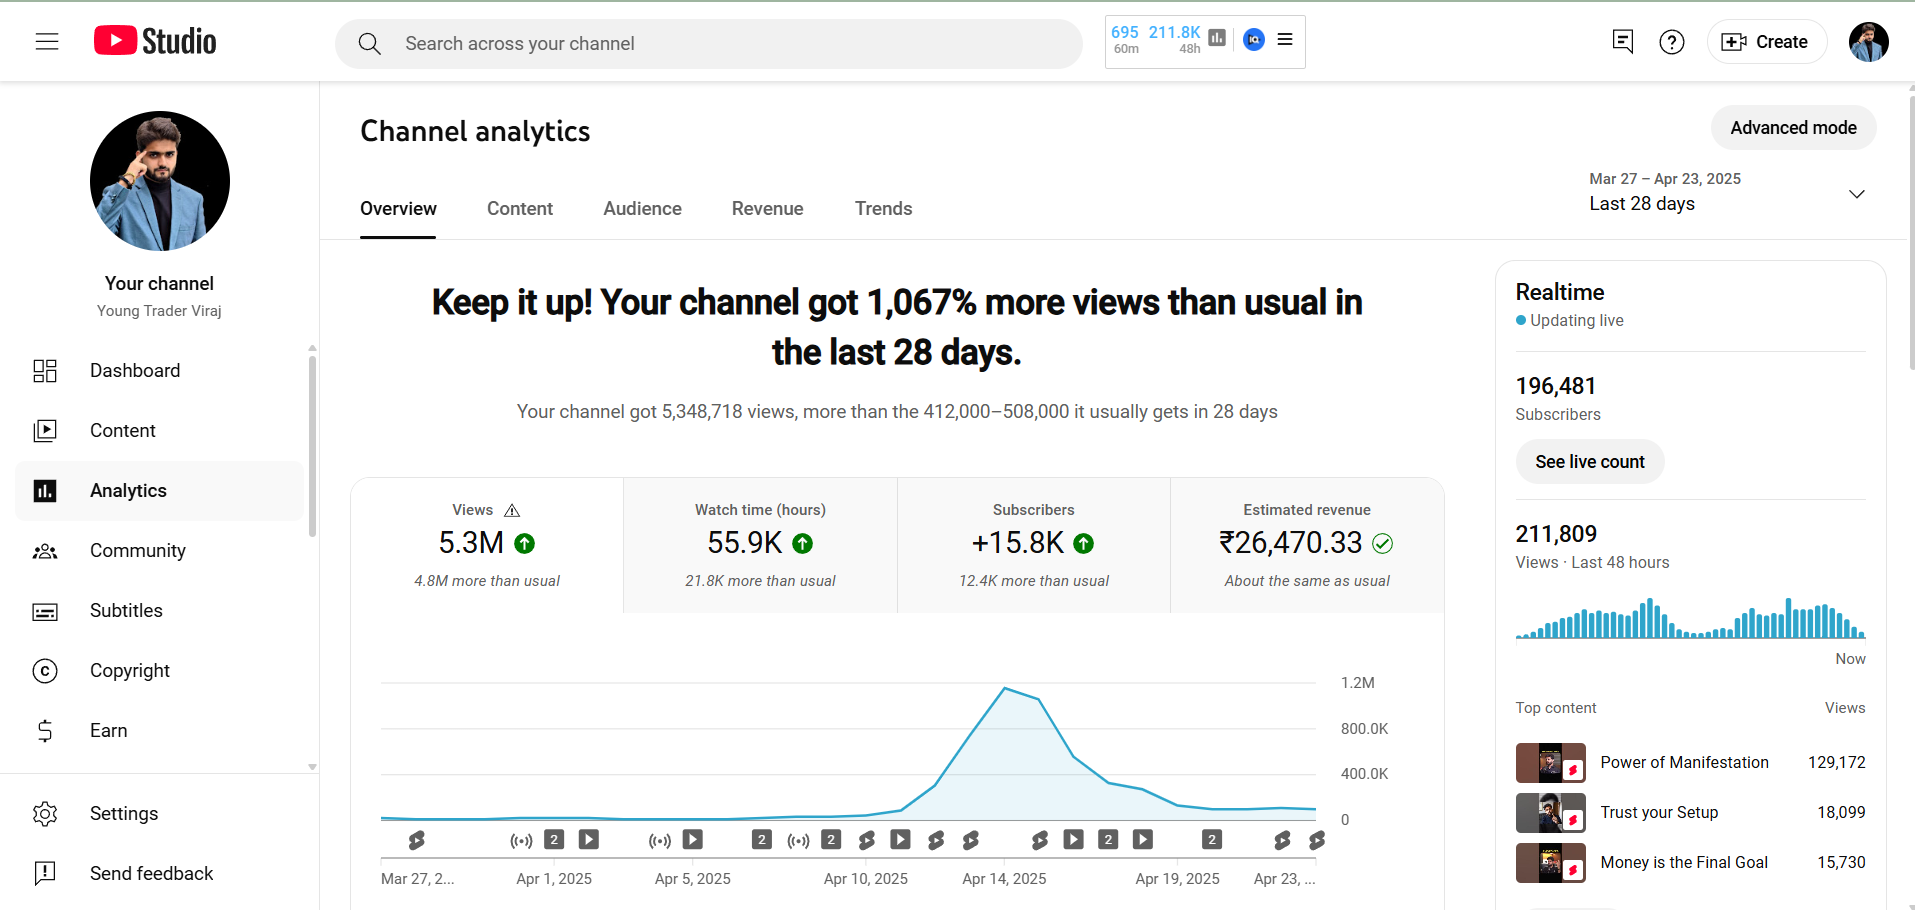 Studio
Search across your channel
695 211.8K
60m 48h
IQ
Create
Your channel
Young Trader Viraj
Dashboard
Content
Analytics
Community
Subtitles
Copyright
Earn
Settings
Send feedback
Channel analytics
Advanced mode
Overview Content Audience Revenue Trends
Mar 27 – Apr 23, 2025
Last 28 days
Keep it up! Your channel got 1,067% more views than usual in
the last 28 days.
Your channel got 5,348,718 views, more than the 412,000–508,000 it usually gets in 28 days
Views
5.3M
4.8M more than usual
Watch time (hours)
55.9K
21.8K more than usual
Subscribers
+15.8K
12.4K more than usual
Estimated revenue
₹26,470.33
About the same as usual
1.2M
800.0K
400.0K
0
2 2 2 2 2
Mar 27, 2... Apr 1, 2025 Apr 5, 2025 Apr 10, 2025 Apr 14, 2025 Apr 19, 2025 Apr 23, ...
Realtime
Updating live
196,481
Subscribers
See live count
211,809
Views · Last 48 hours
Now
Top content Views
Power of Manifestation 129,172
Trust your Setup 18,099
Money is the Final Goal 15,730